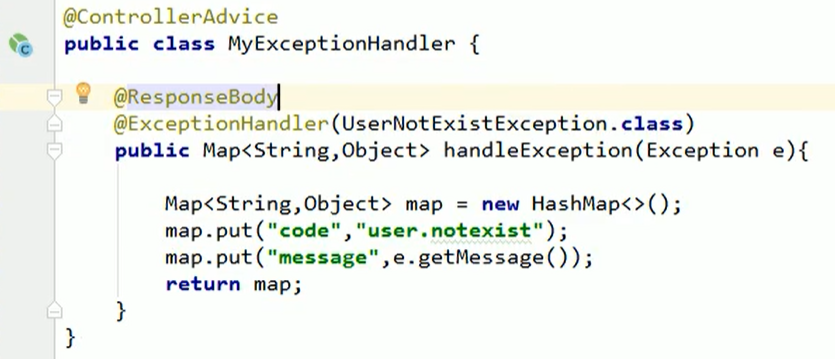 @ControllerAdvice
public class MyExceptionHandler {
@ResponseBody
@ExceptionHandler(UserNotExistException.class)
public Map<String,Object> handleException(Exception e){
Map<String,Object> map = new HashMap<>();
map.put("code","user.notexist");
map.put("message",e.getMessage());
return map;
}
}